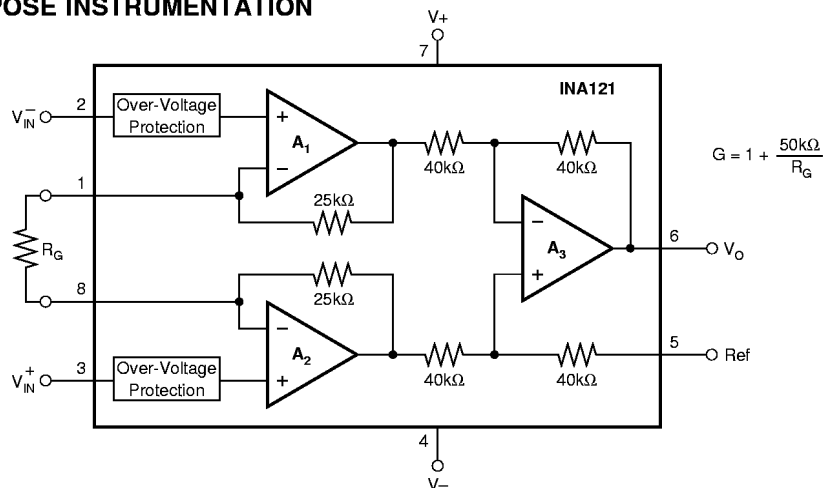 POSE INSTRUMENTATION
V+
7
INA121
V–IN
2
Over-Voltage
Protection
+
A1
–
40kΩ
40kΩ
G = 1 + 50kΩ
RG
1
25kΩ
RG
–
A3
+
6
VO
8
25kΩ
–
A2
+
5
Ref
V+IN
3
Over-Voltage
Protection
40kΩ
40kΩ
4
V–